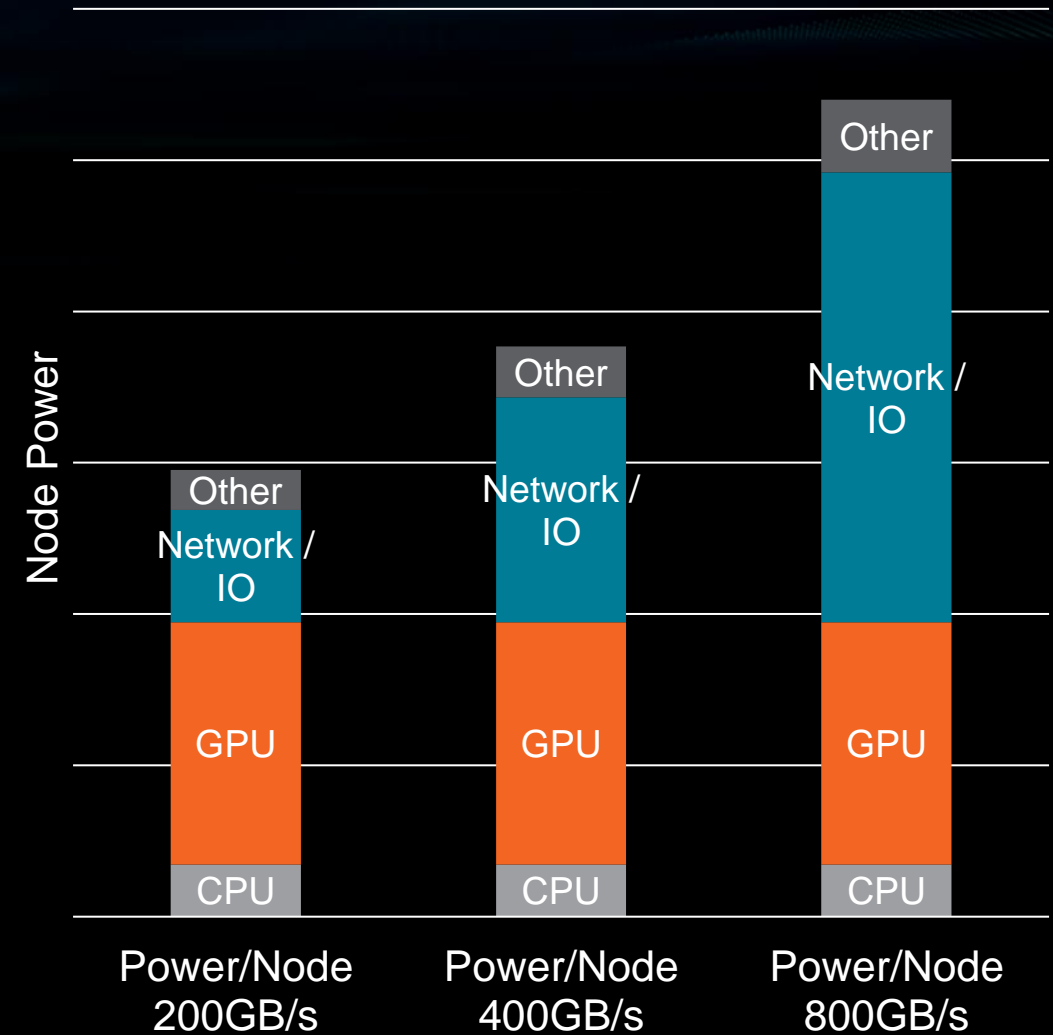 Node Power
Other
Network /
IO
GPU
CPU
Other
Network /
IO
GPU
CPU
Other
Network /
IO
GPU
CPU
Power/Node
200GB/s
Power/Node
400GB/s
Power/Node
800GB/s